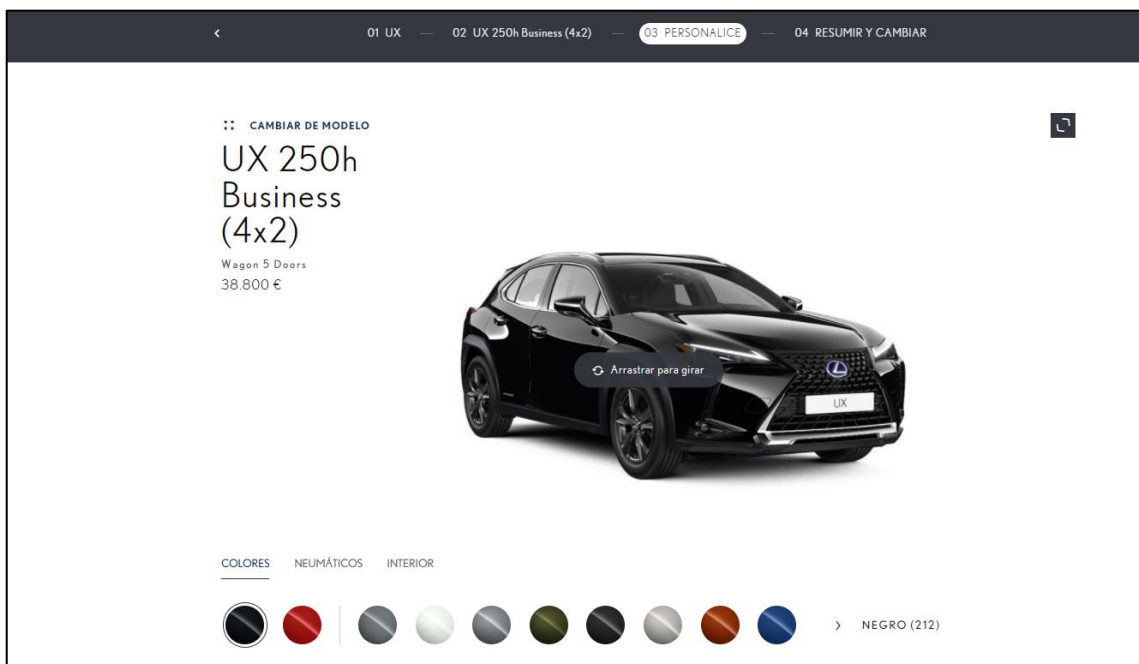 01 UX — 02 UX 250h Business (4x2) — 03 PERSONALICE — 04 RESUMIR Y CAMBIAR
CAMBIAR DE MODELO
UX 250h
Business
(4x2)
Wagon 5 Doors
38.800 €
Arrastrar para girar
UX
COLORES NEUMÁTICOS INTERIOR
NEGRO (212)